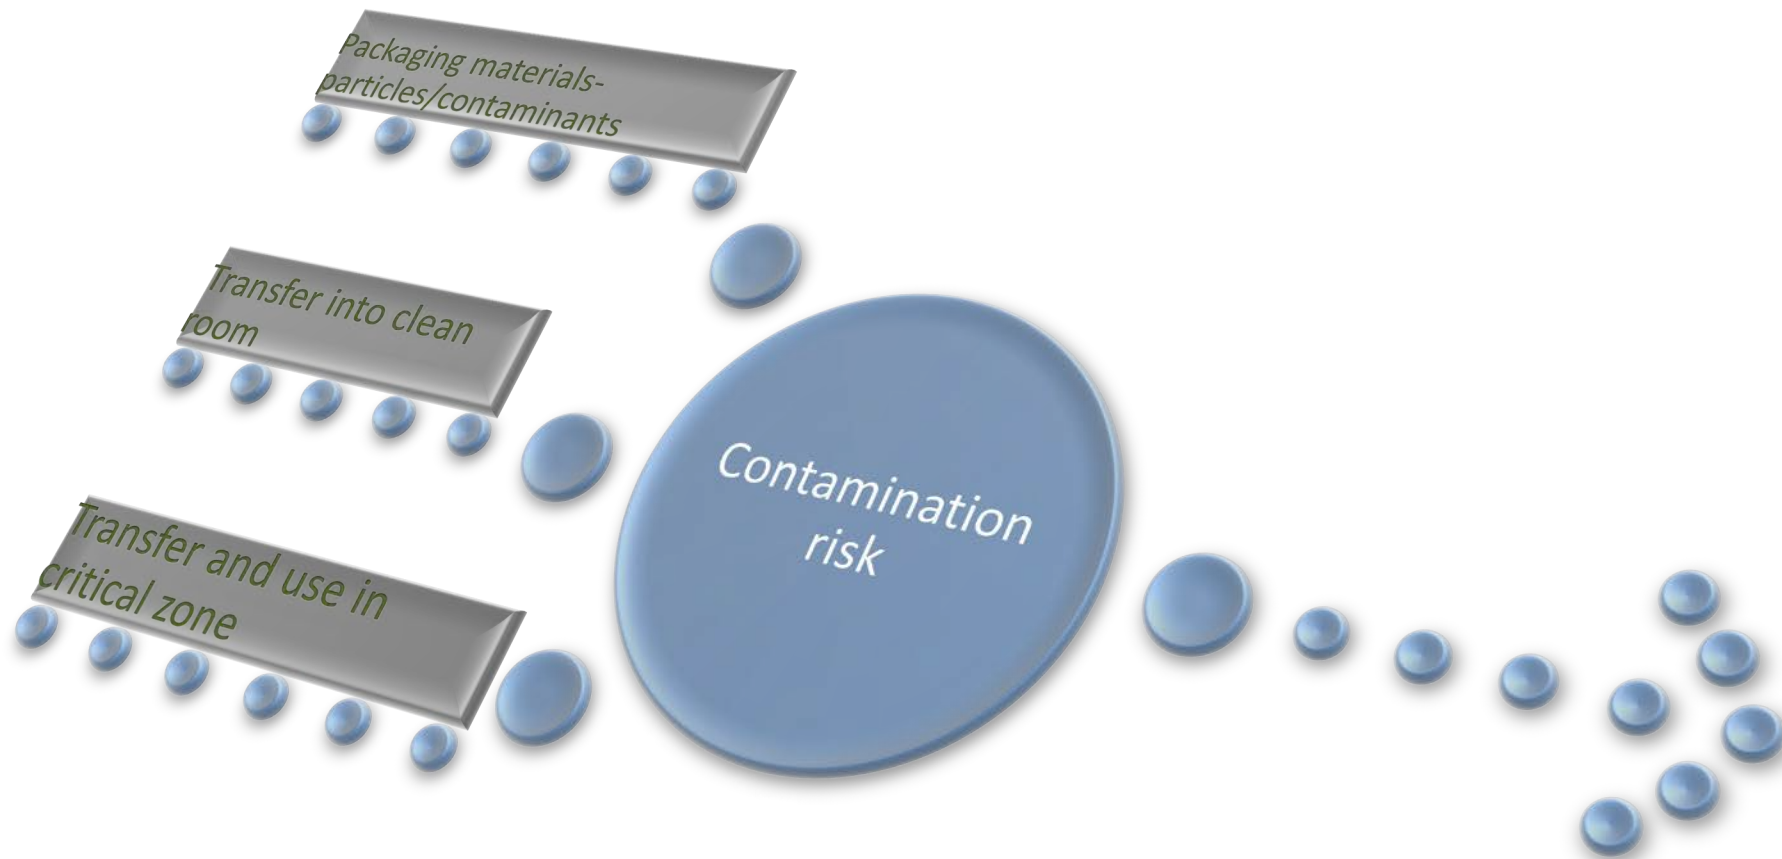 Packaging materials-
particles/contaminants
Transfer into clean
room
Transfer and use in
critical zone
Contamination
risk